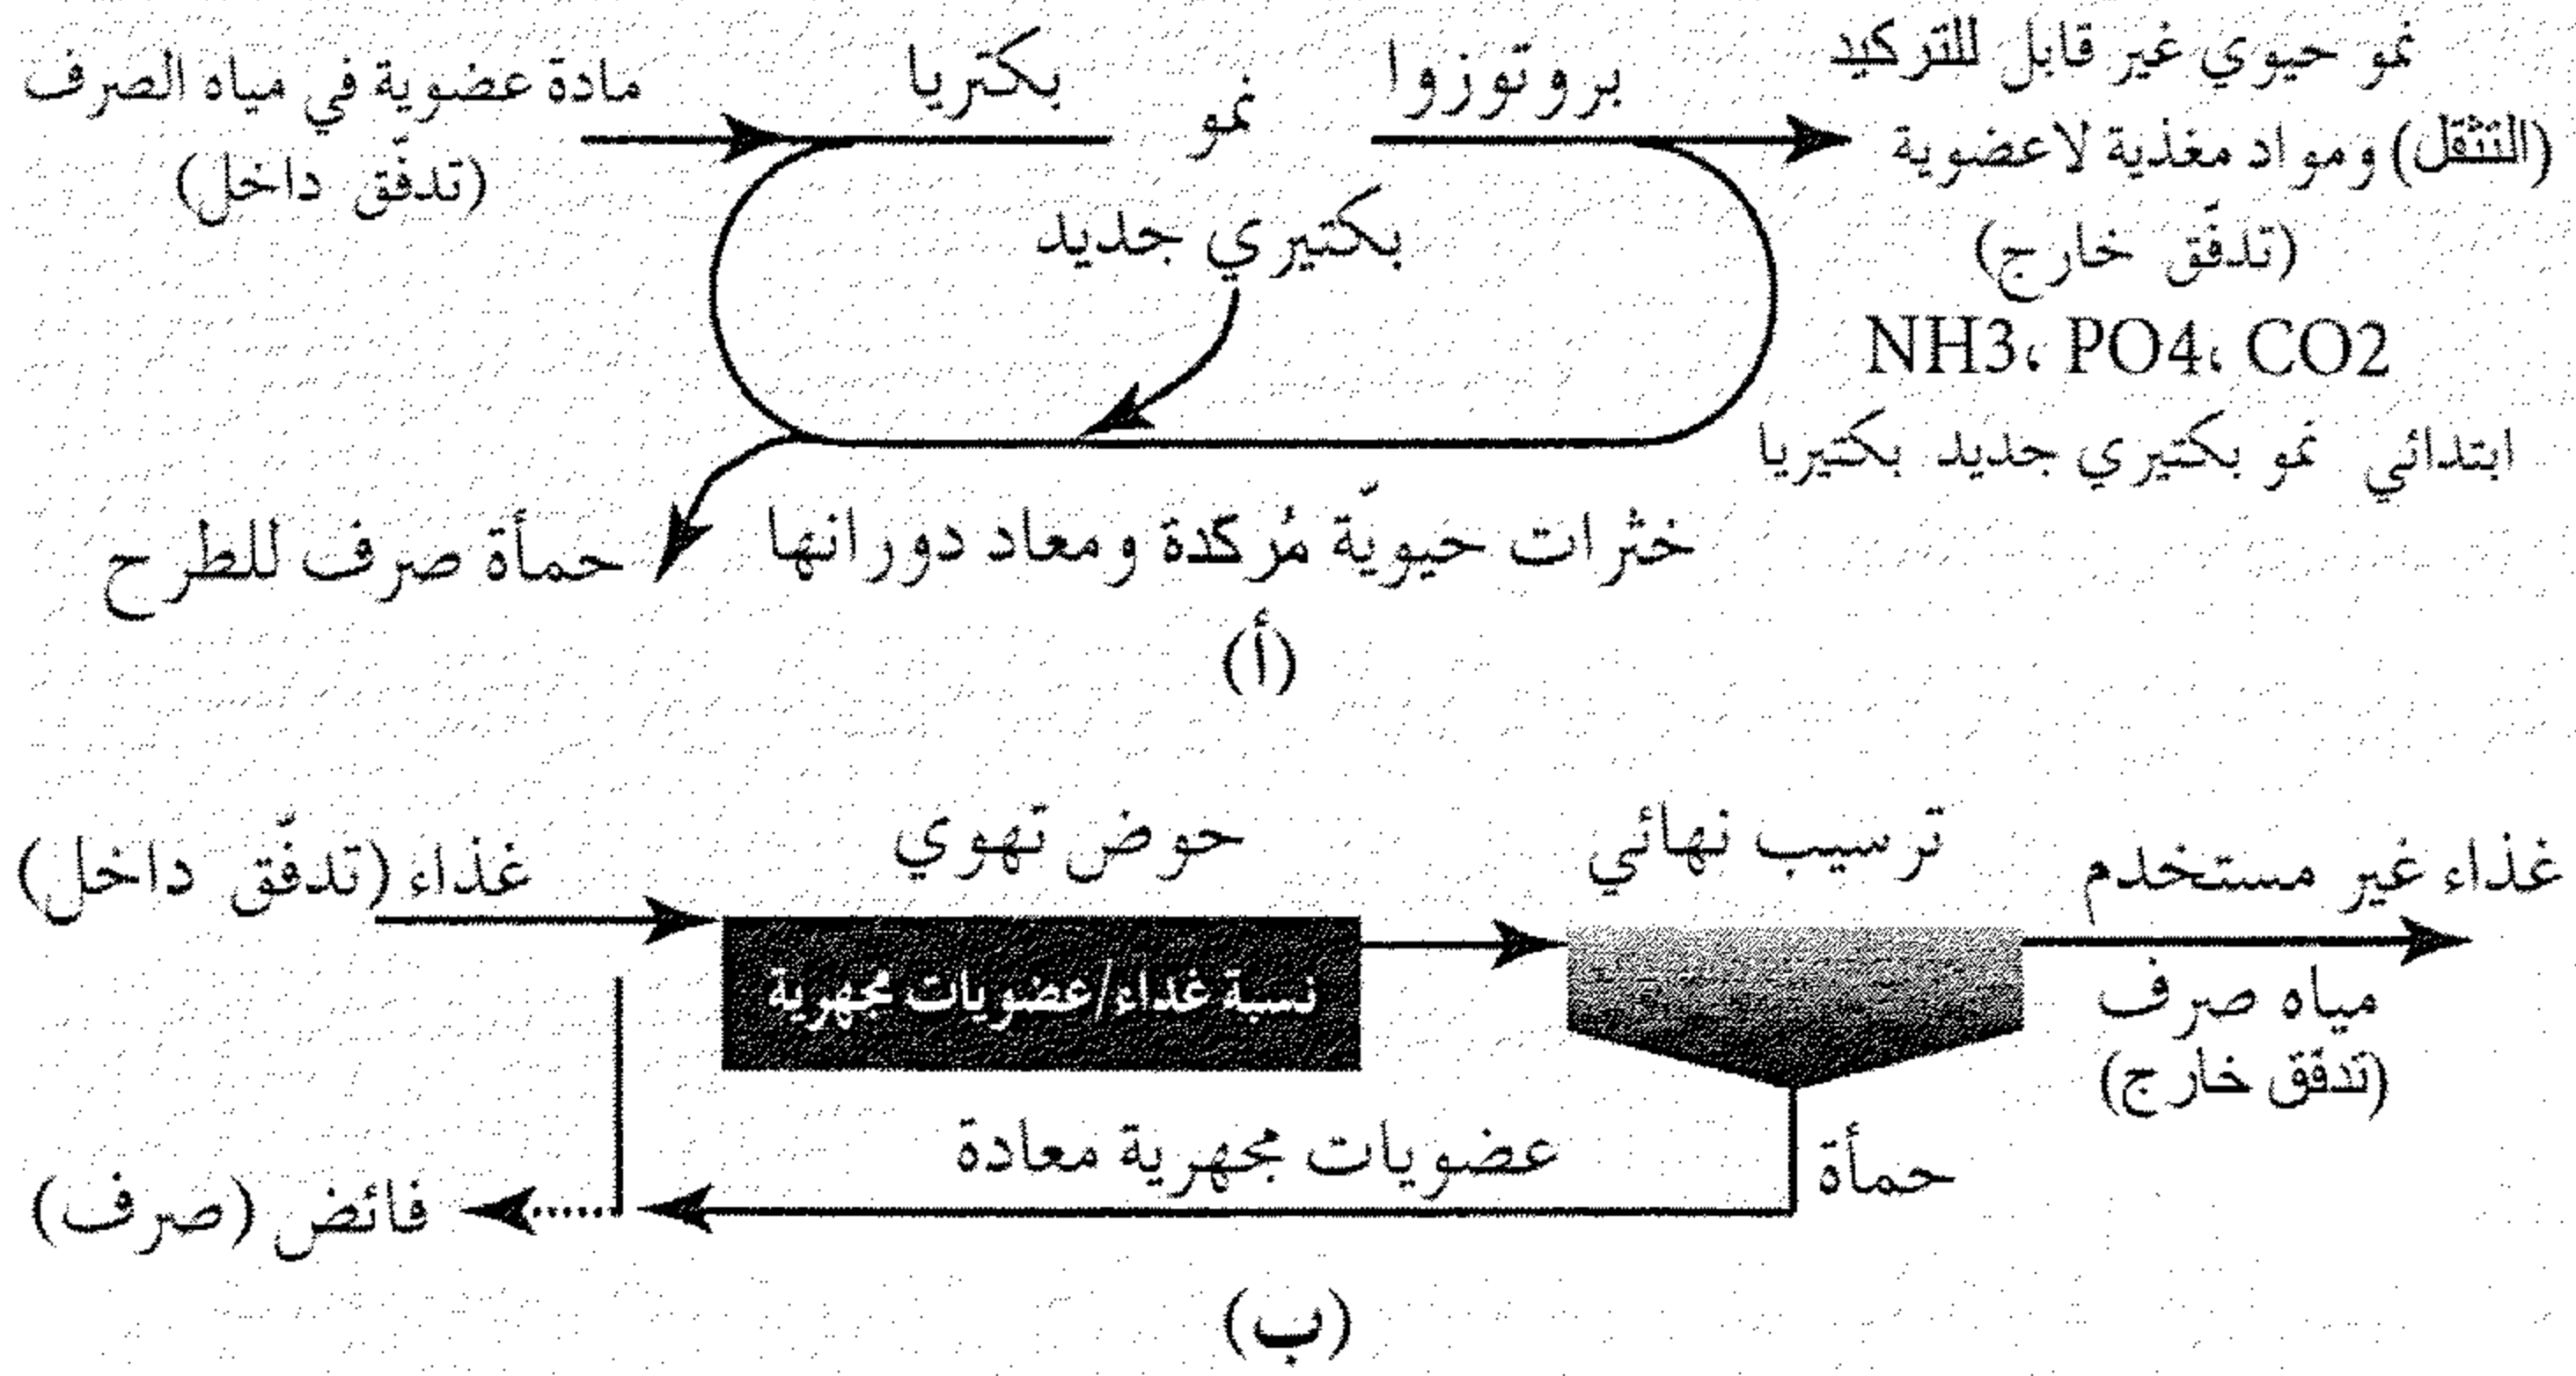 مادة عضوية في مياه الصرف
(تدفّق داخل)
بكتريا
نمو
بكتيري جديد
بروتوزوا
نمو حيوي غير قابل للتركيد
(التثقل) ومواد مغذية لاعضوية
(تدفّق خارج)
NH3، PO4، CO2
ابتدائي نمو بكتيري جديد بكتيريا
خثرات حيويّة مُركدة ومعاد دورانها
حمأة صرف للطرح
(أ)
غذاء (تدفّق داخل)
حوض تهوي
ترسيب نهائي
غذاء غير مستخدم
نسبة غذاء/عضويات مجهرية
مياه صرف
(تدفق خارج)
عضويات مجهرية معادة
حمأة
فائض (صرف)
(ب)